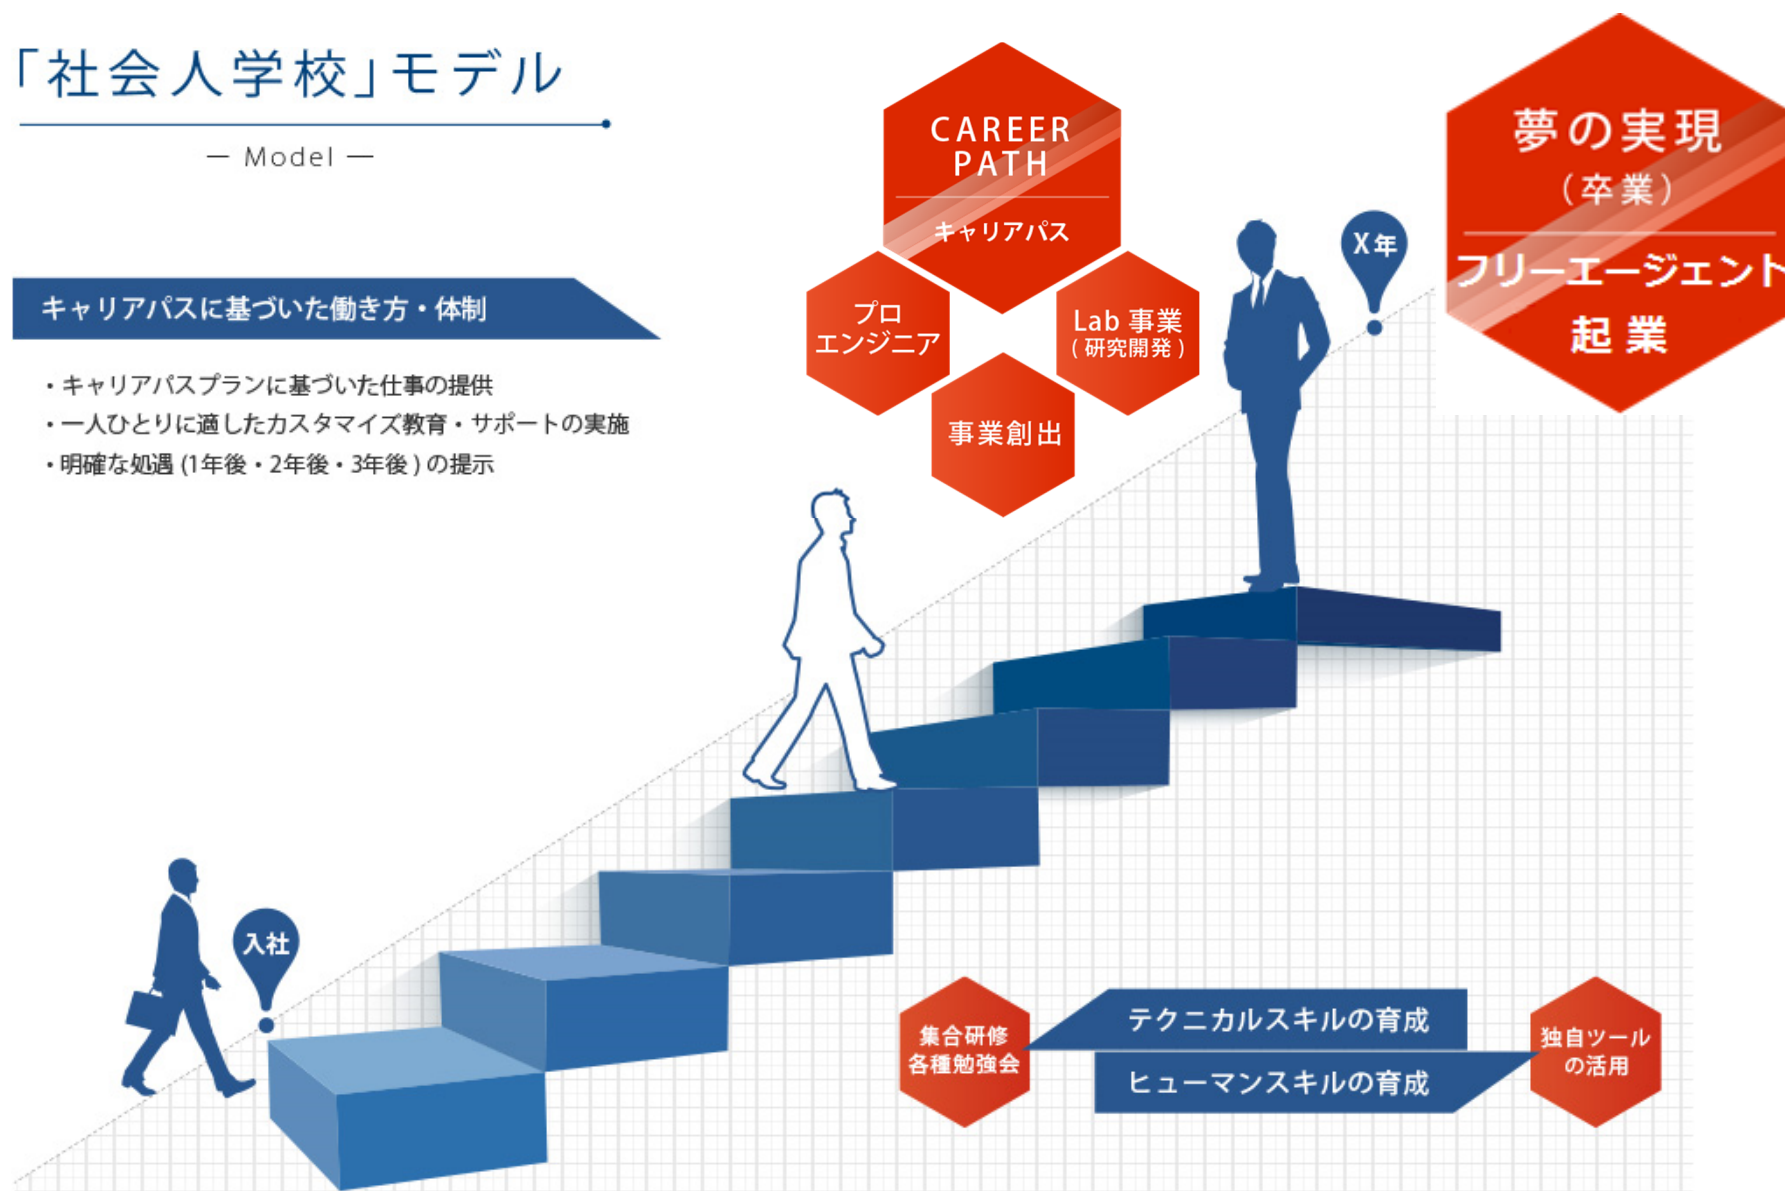 「社会人学校」モデル
— Model —
キャリアパスに基づいた働き方・体制
・キャリアパスプランに基づいた仕事の提供
・一人ひとりに適したカスタマイズ教育・サポートの実施
・明確な処遇 (1年後・2年後・3年後 ) の提示
CAREER
PATH
キャリアパス
プロ
エンジニア
Lab 事業
( 研究開発 )
事業創出
X 年
夢の実現
（卒業）
フリーエージェント
起 業
入社
集合研修
各種勉強会
テクニカルスキルの育成
ヒューマンスキルの育成
独自ツール
の活用